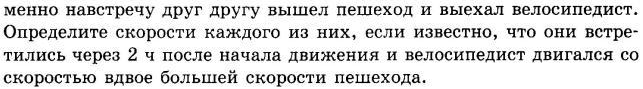 менно навстречу друг другу вышел пешеход и выехал велосипедист.
Определите скорости каждого из них, если известно, что они встре-
тились через 2 ч после начала движения и велосипедист двигался со
скоростью вдвое большей скорости пешехода.